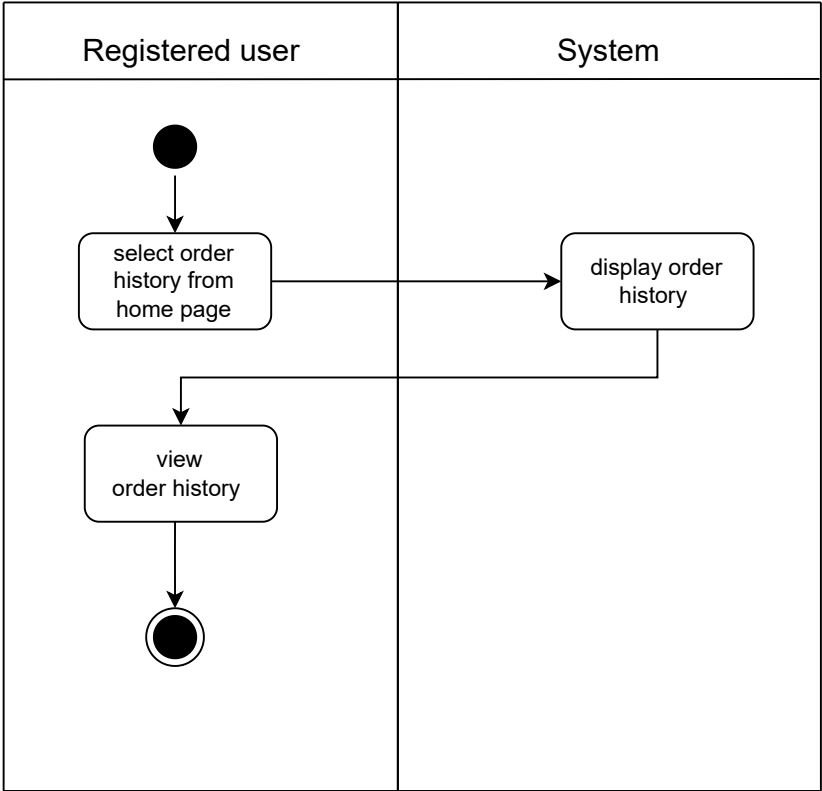 Registered user
System
select order
history from
home page
display order
history
view
order history